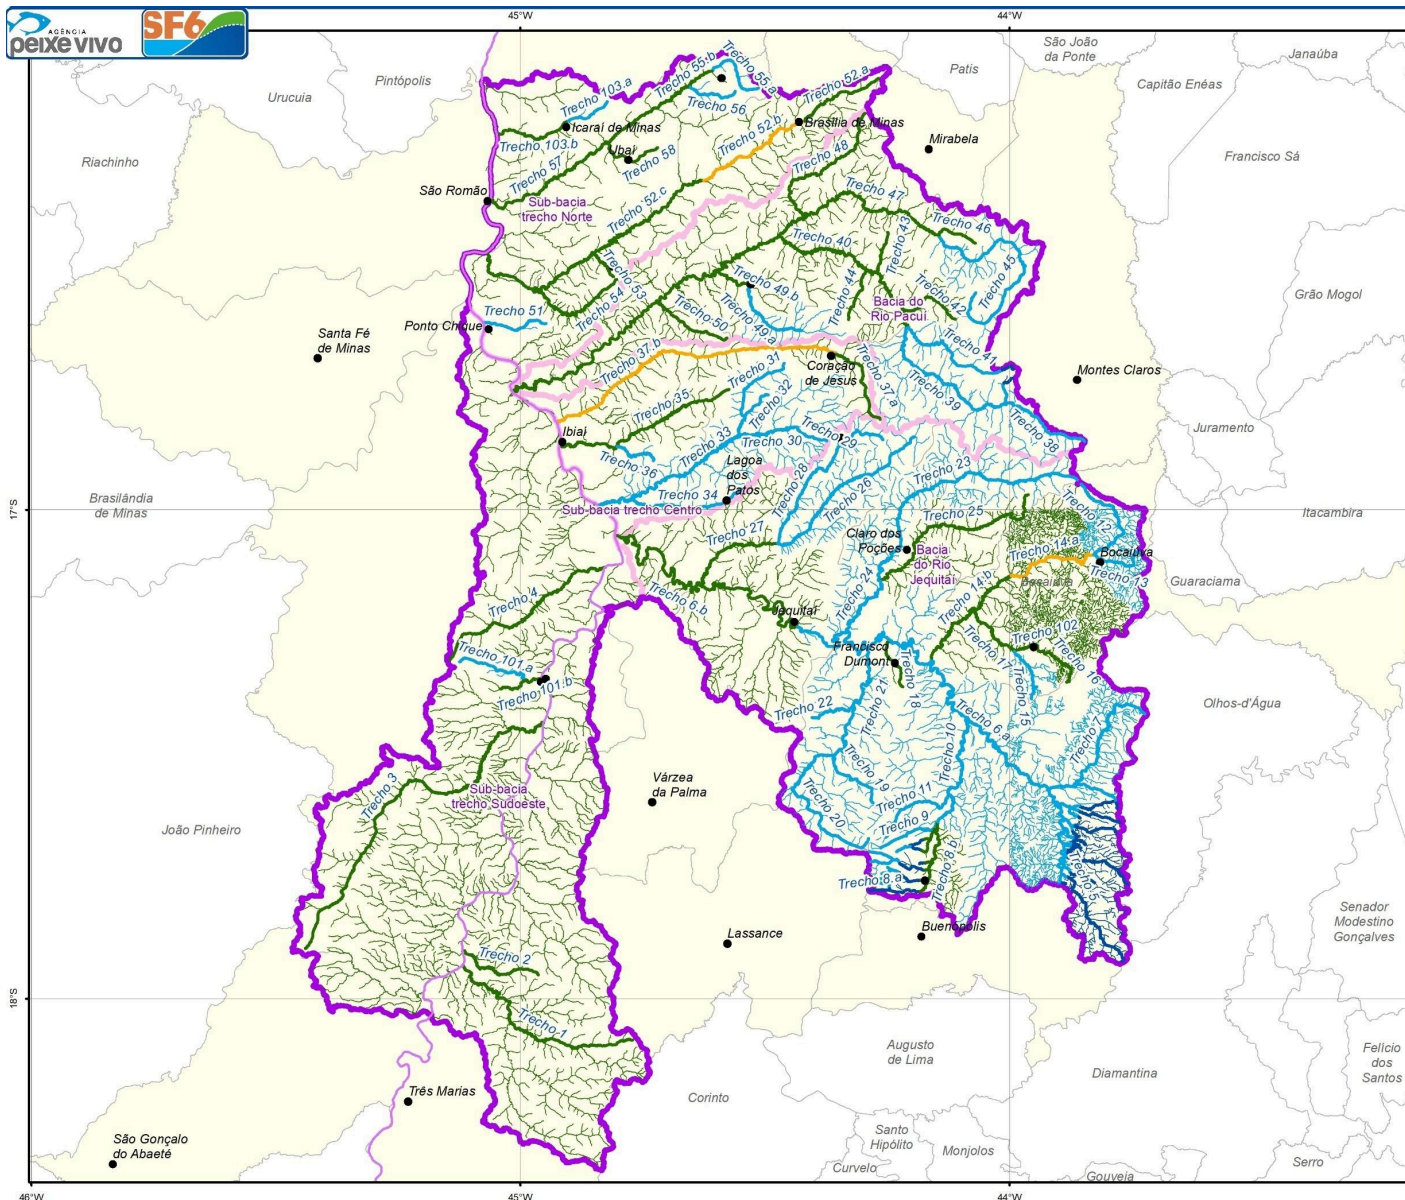 AGÊNCIA
peixe vivo
SF6
45°W
44°W
São João
da Ponte
Janaúba
Patis
Capitão Enéas
Pintópolis
Urucuia
Trecho 103.a
Trecho 55-b
Trecho 55-a
Trecho 52.a
Trecho 56
Icaraí de Minas
Trecho 52.b
Brasília de Minas
Mirabela
Francisco Sá
Riachinho
Trecho 103.b
Ubaí
Trecho 58
Trecho 48
Trecho 57
São Romão
Trecho 52.c
Trecho 47
Sub-bacia
trecho Norte
Trecho 46
Trecho 43
Trecho 40
Trecho 45
Trecho 53
Trecho 49.b
Trecho 44
Trecho 42
Grão Mogol
Trecho 54
Bacia do
Rio Pacuí
Trecho 51
Ponto Chique
Trecho 50
Trecho 49.a
Santa Fé
de Minas
Trecho 37.b
Trecho 31
Coração
de Jesus
Trecho 37.a
Trecho 41
Montes Claros
Trecho 39
Trecho 32
Trecho 35
Trecho 38
Juramento
Ibiaí
Trecho 33
Trecho 30
Trecho 29
Trecho 36
Lagoa
dos
Patos
Trecho 28
Trecho 26
Trecho 23
Trecho 34
Brasilândia
de Minas
17°S
Sub-bacia trecho Centro
Trecho 12
Trecho 25
Itacambira
Trecho 27
Claro dos
Poções
Bacia
do Rio
Jequitaí
Trecho 14-a
Bocaiúva
Trecho 13
Bocaiúva
Guaraciama
Trecho 24
Trecho 14-b
Trecho 4
Trecho 6-b
Jequitaí
Trecho 102
Trecho 17
Trecho 16
Francisco
Dumont
Trecho 101.a
Trecho 101.b
Trecho 18
Trecho 15
Trecho 21
Trecho 22
Trecho 6.a
Trecho 7
Olhos-d'Água
Trecho 10
Trecho 3
Várzea
da Palma
Trecho 19
Sub-bacia
trecho Sudoeste
Trecho 11
Trecho 20
Trecho 9
João Pinheiro
Trecho 8.a
Trecho 8.b
Trecho 5
Senador
Modestino
Gonçalves
Lassance
Buenópolis
Trecho 2
18°S
Trecho 1
Augusto
de Lima
Felício
dos
Santos
Diamantina
Três Marias
Corinto
São Gonçalo
do Abaeté
Santo
Hipólito
Monjolos
Curvelo
Gouveia
Serro
46°W
45°W
44°W